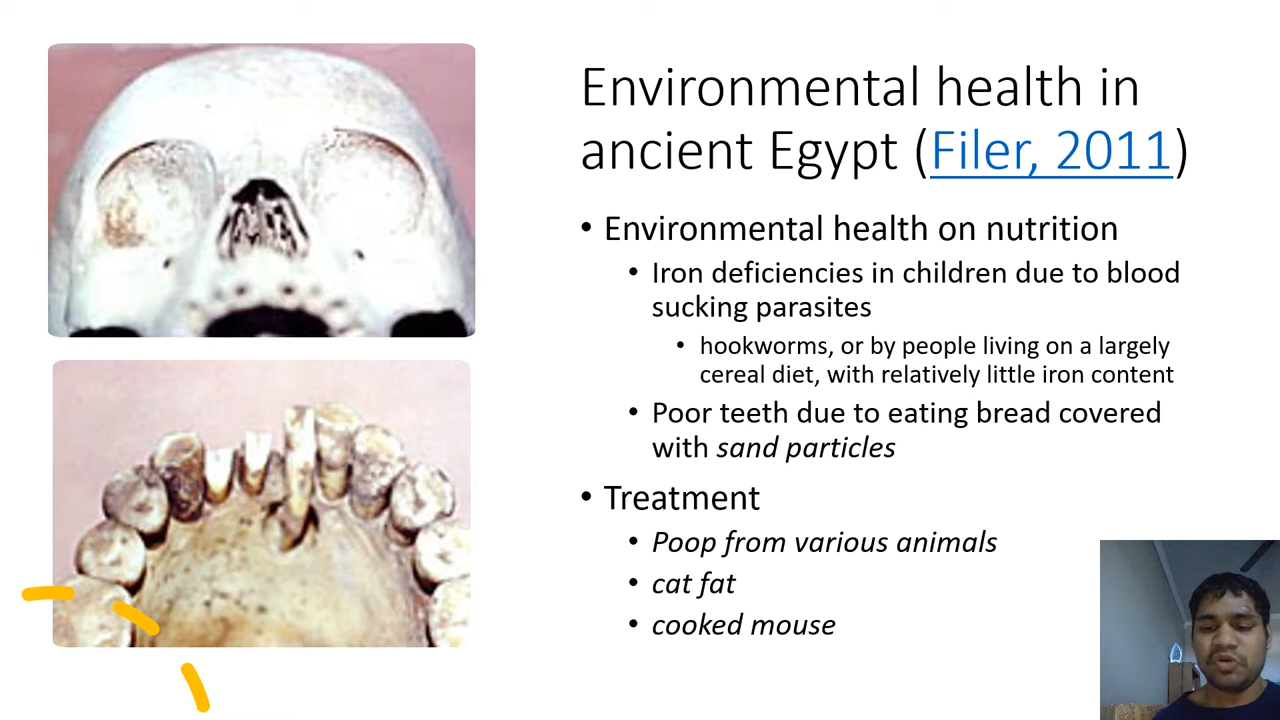 Environmental health in
ancient Egypt (Filer, 2011)
• Environmental health on nutrition
• Iron deficiencies in children due to blood
sucking parasites
• hookworms, or by people living on a largely
cereal diet, with relatively little iron content
• Poor teeth due to eating bread covered
with sand particles
• Treatment
• Poop from various animals
• cat fat
• cooked mouse